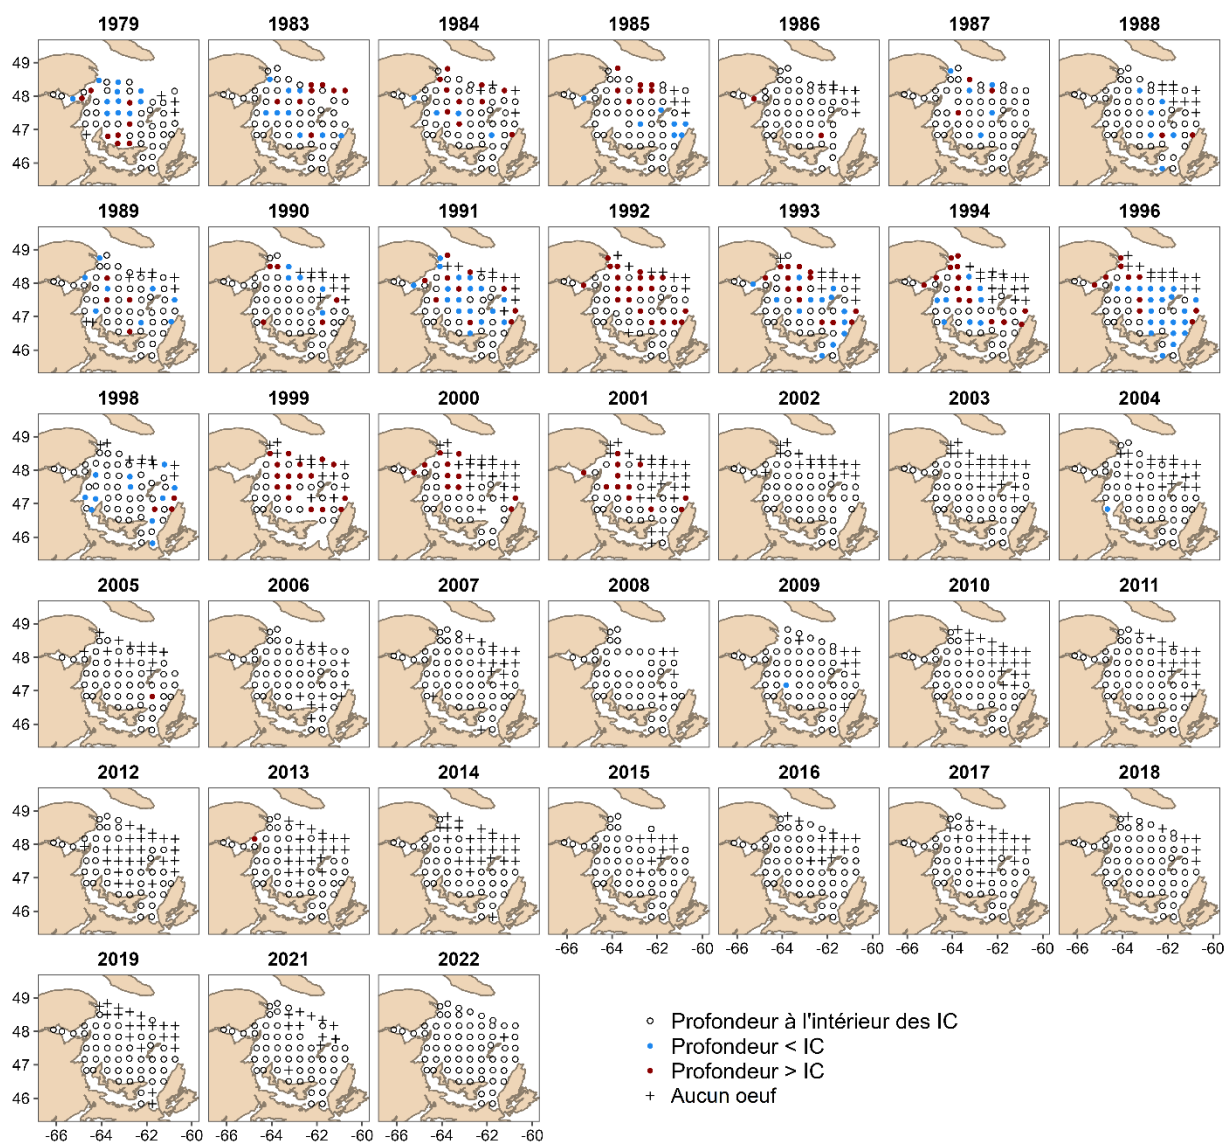 1979 1983 1984 1985 1986 1987 1988
49
48
47
46
1989 1990 1991 1992 1993 1994 1996
49
48
47
46
1998 1999 2000 2001 2002 2003 2004
49
48
47
46
2005 2006 2007 2008 2009 2010 2011
49
48
47
46
2012 2013 2014 2015 2016 2017 2018
49
48
47
46
-66 -64 -62 -60 -66 -64 -62 -60 -66 -64 -62 -60 -66 -64 -62 -60
2019 2021 2022
49
48
47
46
-66 -64 -62 -60 -66 -64 -62 -60 -66 -64 -62 -60
Profondeur à l'intérieur des IC
Profondeur < IC
Profondeur > IC
Aucun oeuf